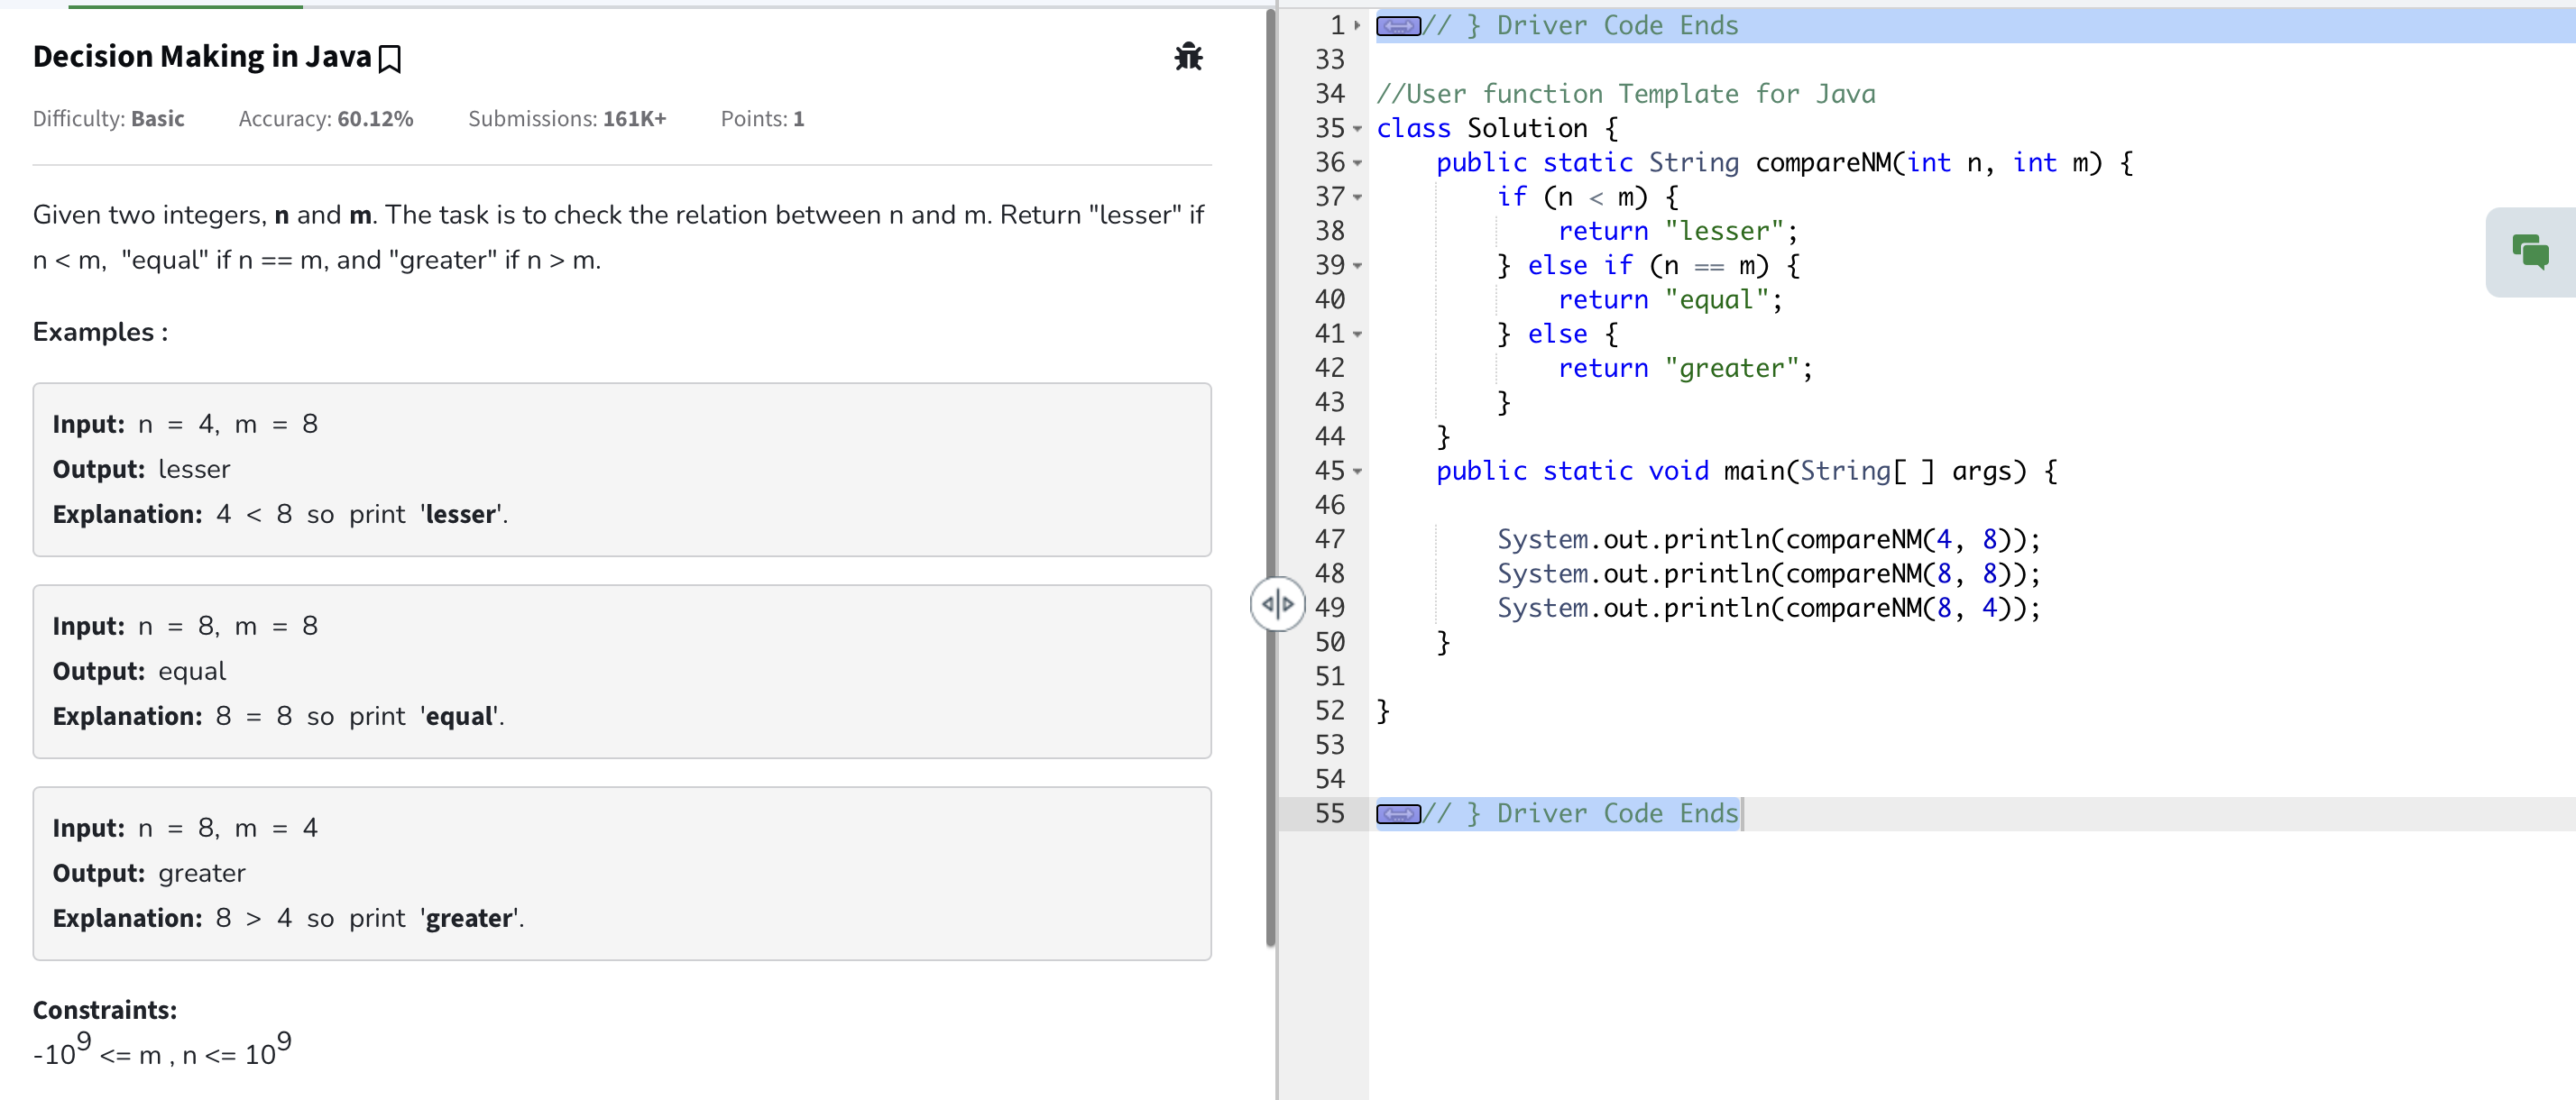 Decision Making in Java
Difficulty: Basic Accuracy: 60.12% Submissions: 161K+ Points: 1
Given two integers, n and m. The task is to check the relation between n and m. Return "lesser" if
n < m, "equal" if n == m, and "greater" if n > m.
Examples :
Input: n = 4, m = 8
Output: lesser
Explanation: 4 < 8 so print 'lesser'.
Input: n = 8, m = 8
Output: equal
Explanation: 8 = 8 so print 'equal'.
Input: n = 8, m = 4
Output: greater
Explanation: 8 > 4 so print 'greater'.
Constraints:
-10^9 <= m , n <= 10^9
1 // } Driver Code Ends
33
34 //User function Template for Java
35 class Solution {
36     public static String compareNM(int n, int m) {
37         if (n < m) {
38             return "lesser";
39         } else if (n == m) {
40             return "equal";
41         } else {
42             return "greater";
43         }
44     }
45     public static void main(String[ ] args) {
46
47         System.out.println(compareNM(4, 8));
48         System.out.println(compareNM(8, 8));
49         System.out.println(compareNM(8, 4));
50     }
51
52 }
53
54
55 // } Driver Code Ends